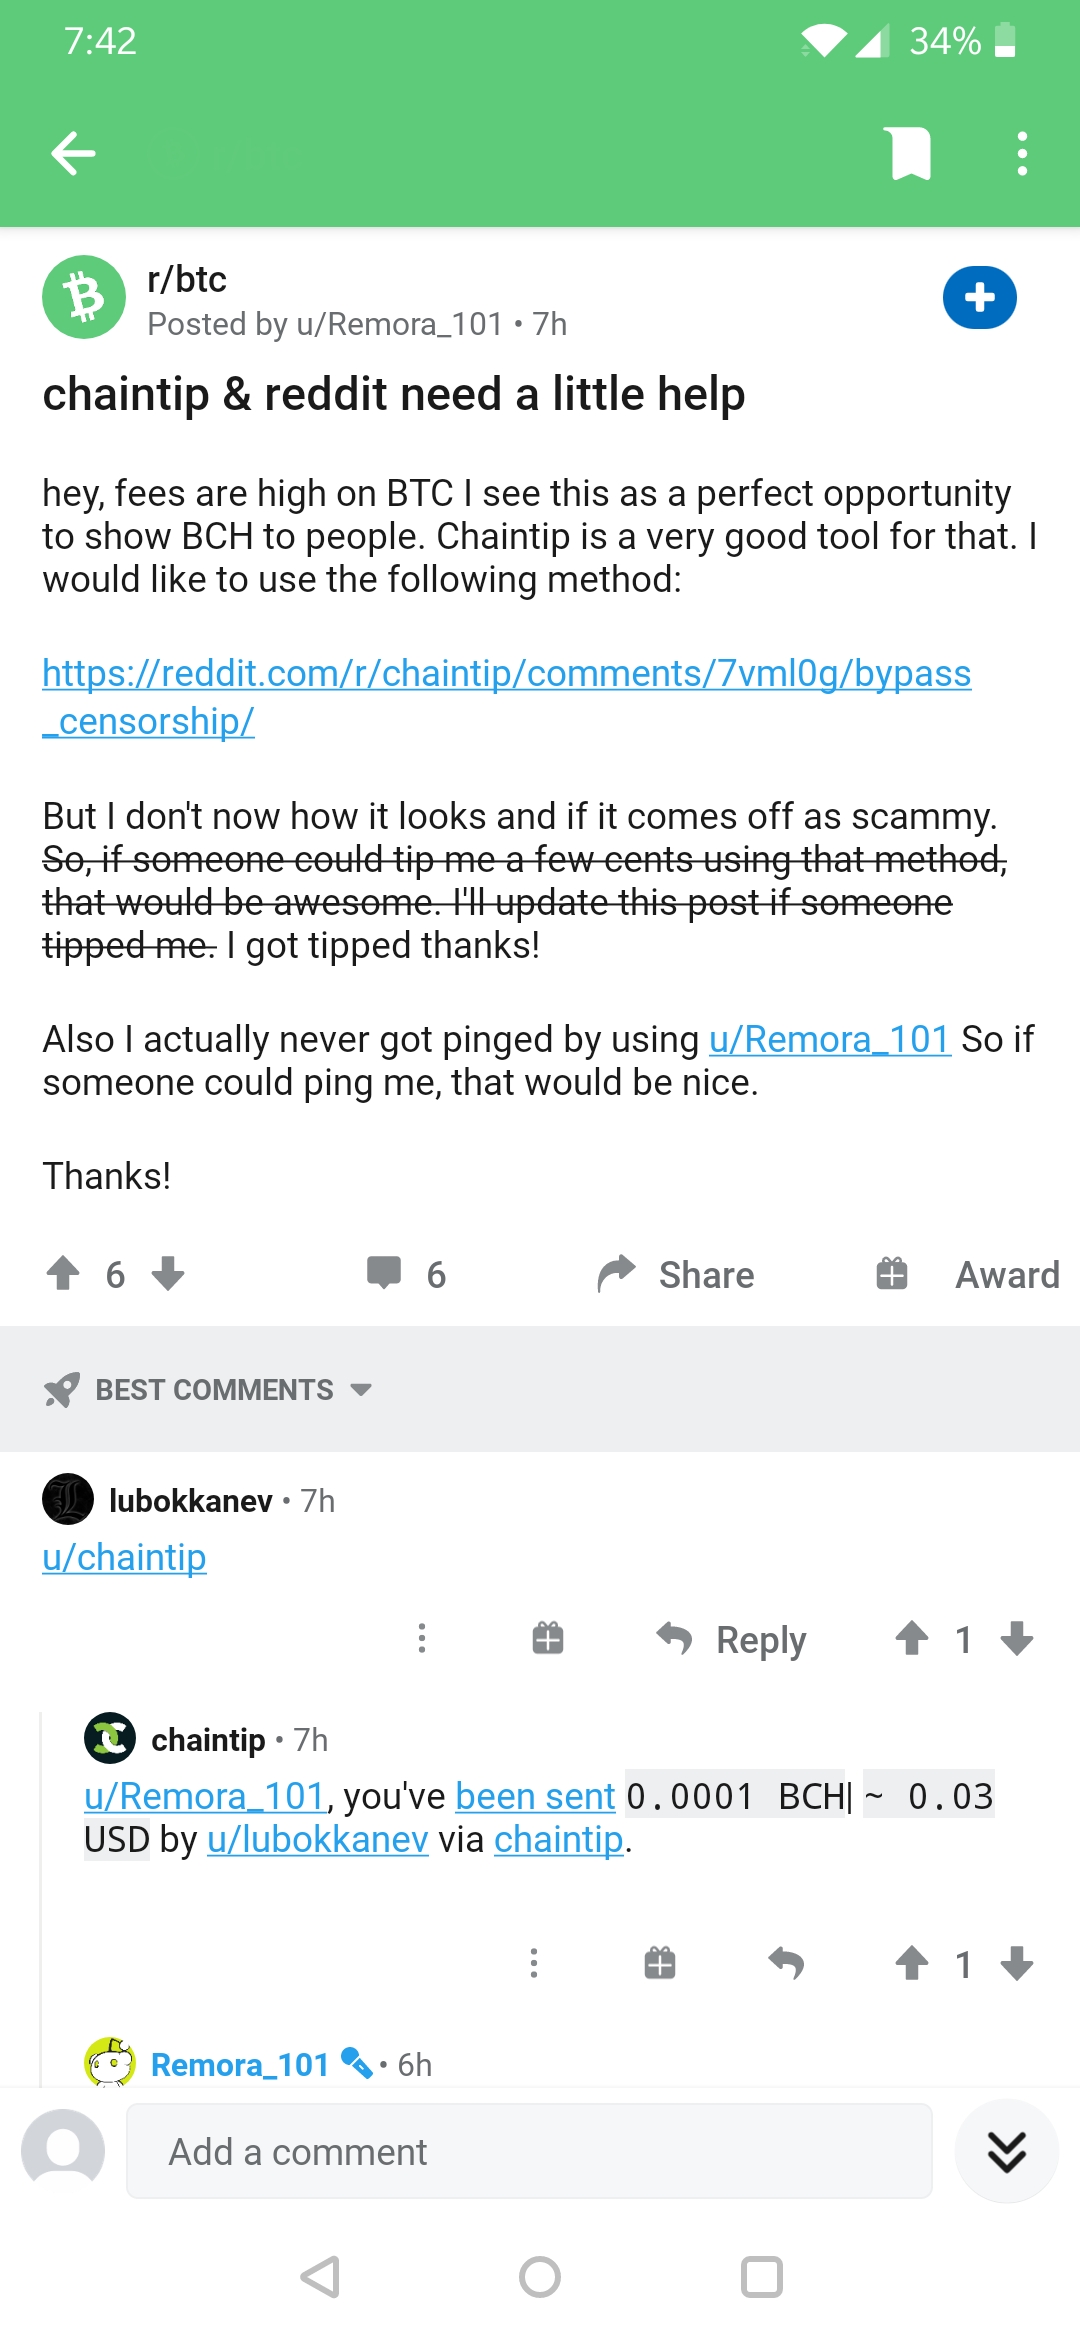 7:42
34%
r/btc
Posted by u/Remora_101 • 7h
chaintip & reddit need a little help
hey, fees are high on BTC I see this as a perfect opportunity
to show BCH to people. Chaintip is a very good tool for that. I
would like to use the following method:
https://reddit.com/r/chaintip/comments/7vml0g/bypass
_censorship/
But I don't now how it looks and if it comes off as scammy.
So, if someone could tip me a few cents using that method,
that would be awesome. I'll update this post if someone
tipped me. I got tipped thanks!
Also I actually never got pinged by using u/Remora_101 So if
someone could ping me, that would be nice.
Thanks!
6 6 Share Award
BEST COMMENTS
lubokkanev • 7h
u/chaintip
Reply 1
chaintip • 7h
u/Remora_101, you've been sent 0.0001 BCH| ~ 0.03
USD by u/lubokkanev via chaintip.
1
Remora_101 • 6h
Add a comment